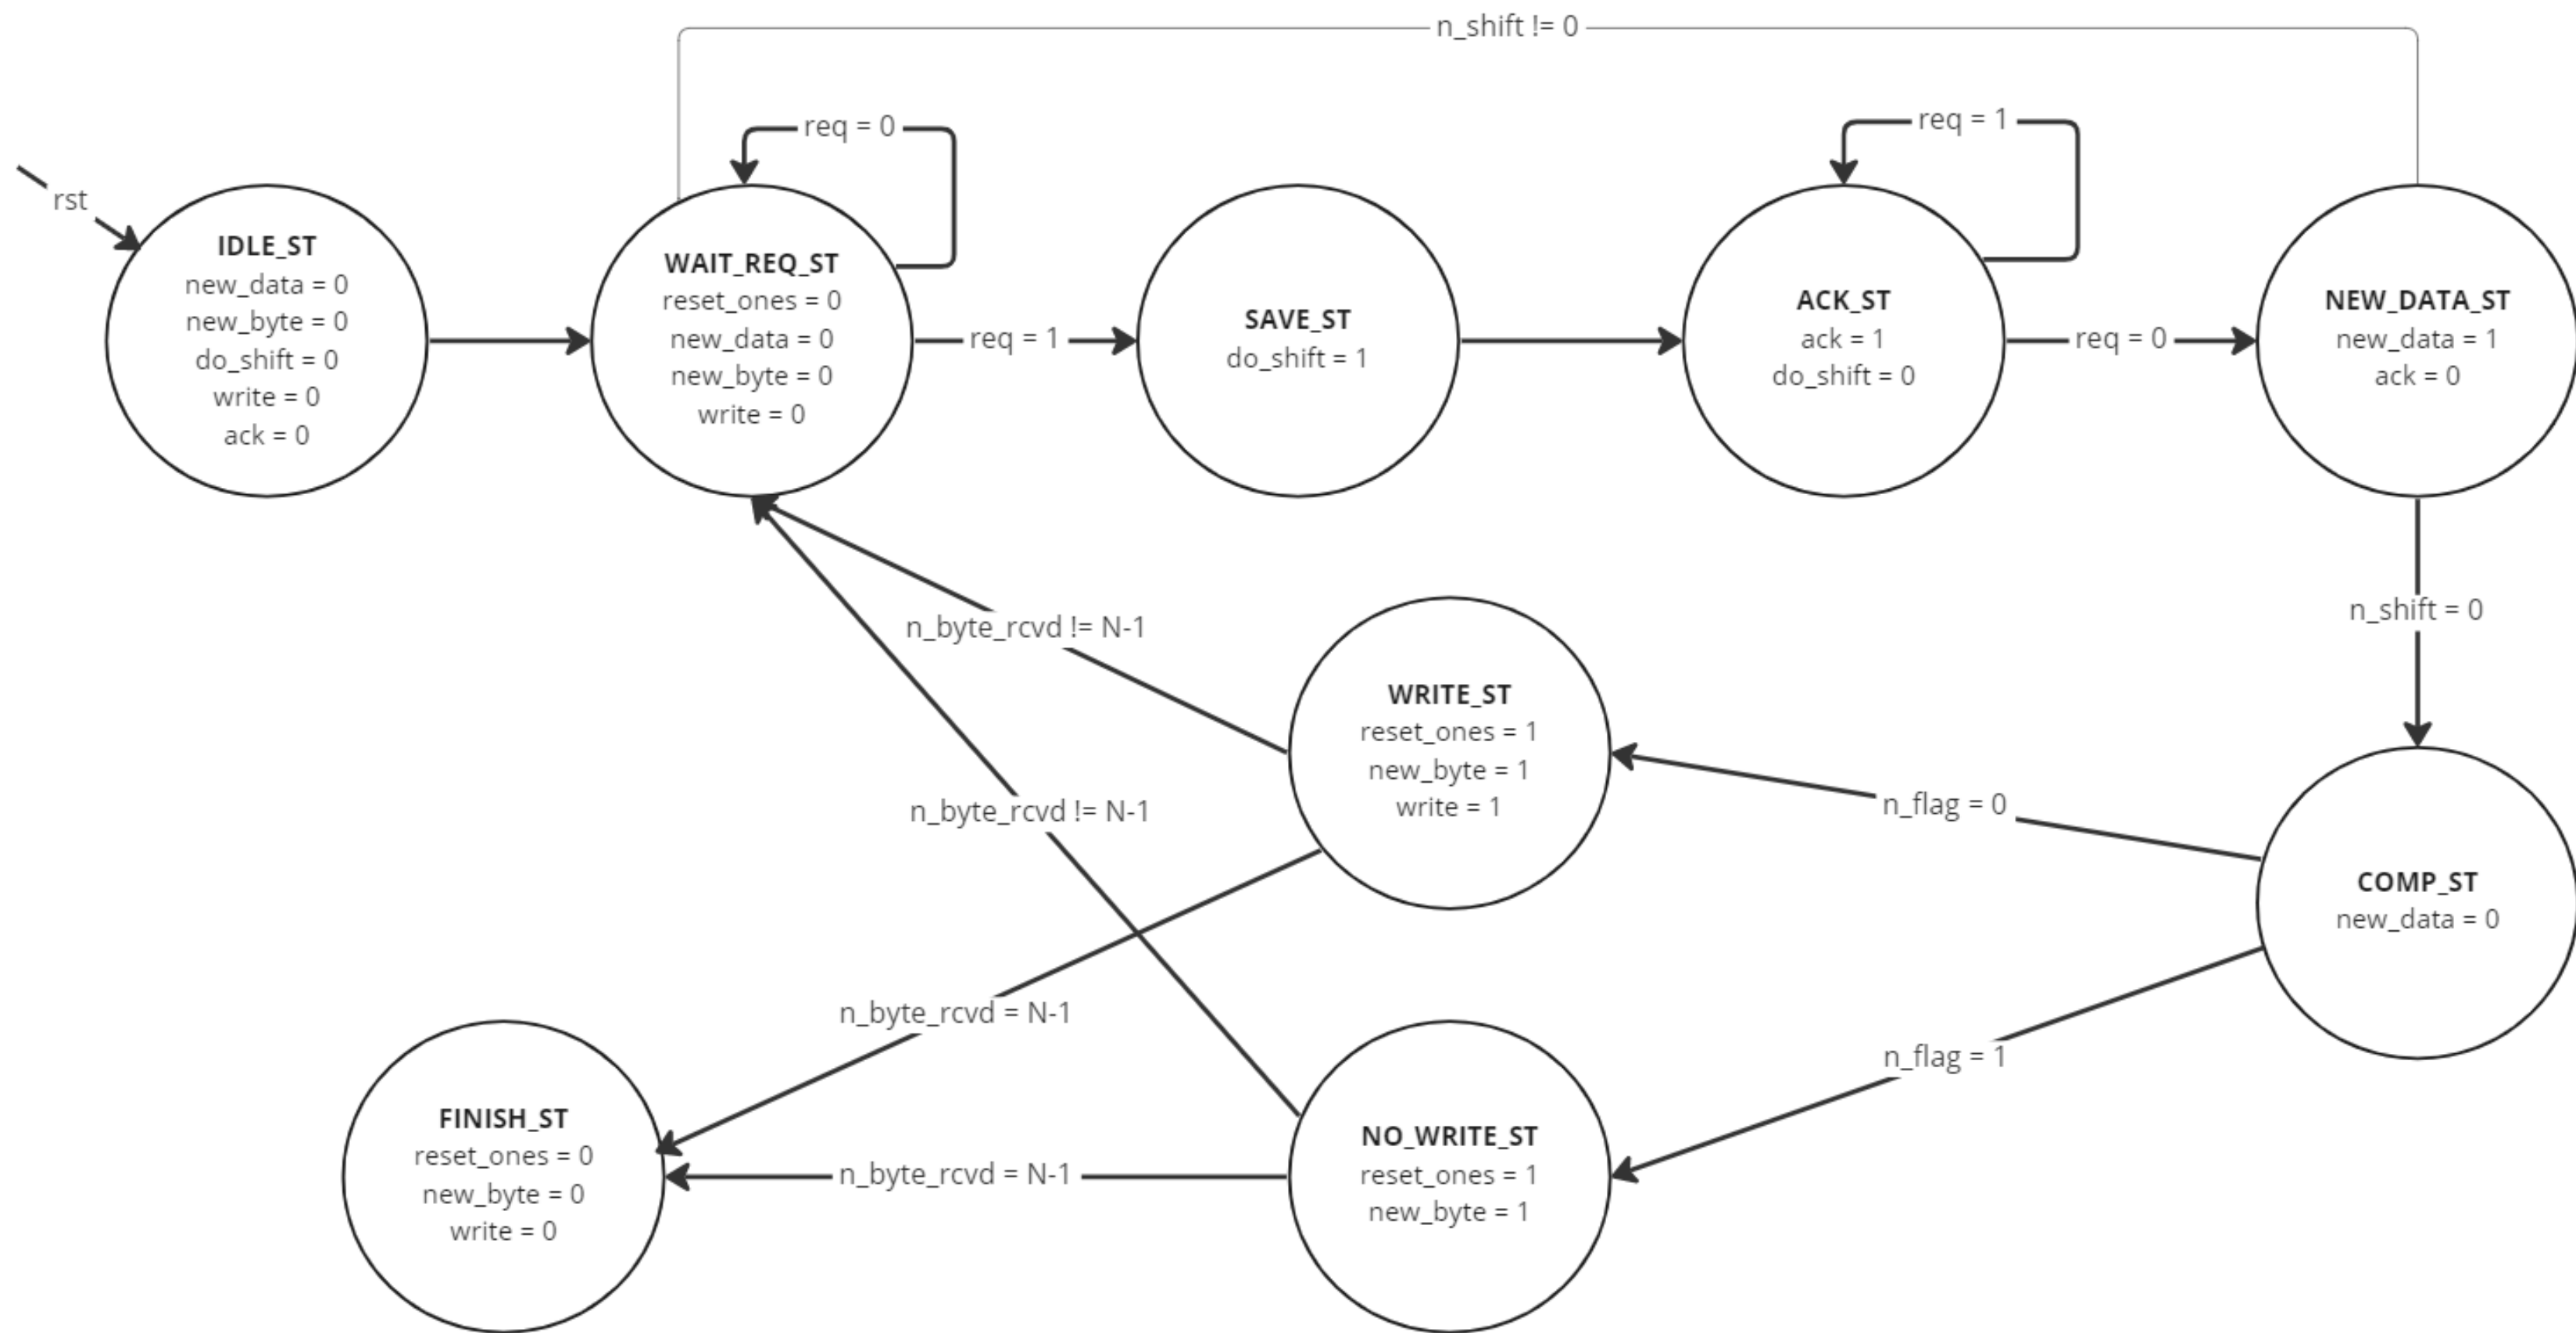 n_shift != 0
req = 0
req = 1
rst
IDLE_ST
new_data = 0
new_byte = 0
do_shift = 0
write = 0
ack = 0
WAIT_REQ_ST
reset_ones = 0
new_data = 0
new_byte = 0
write = 0
req = 1
SAVE_ST
do_shift = 1
ACK_ST
ack = 1
do_shift = 0
req = 0
NEW_DATA_ST
new_data = 1
ack = 0
n_shift = 0
n_byte_rcvd != N-1
WRITE_ST
reset_ones = 1
new_byte = 1
write = 1
n_flag = 0
n_byte_rcvd != N-1
COMP_ST
new_data = 0
n_byte_rcvd = N-1
n_flag = 1
FINISH_ST
reset_ones = 0
new_byte = 0
write = 0
n_byte_rcvd = N-1
NO_WRITE_ST
reset_ones = 1
new_byte = 1